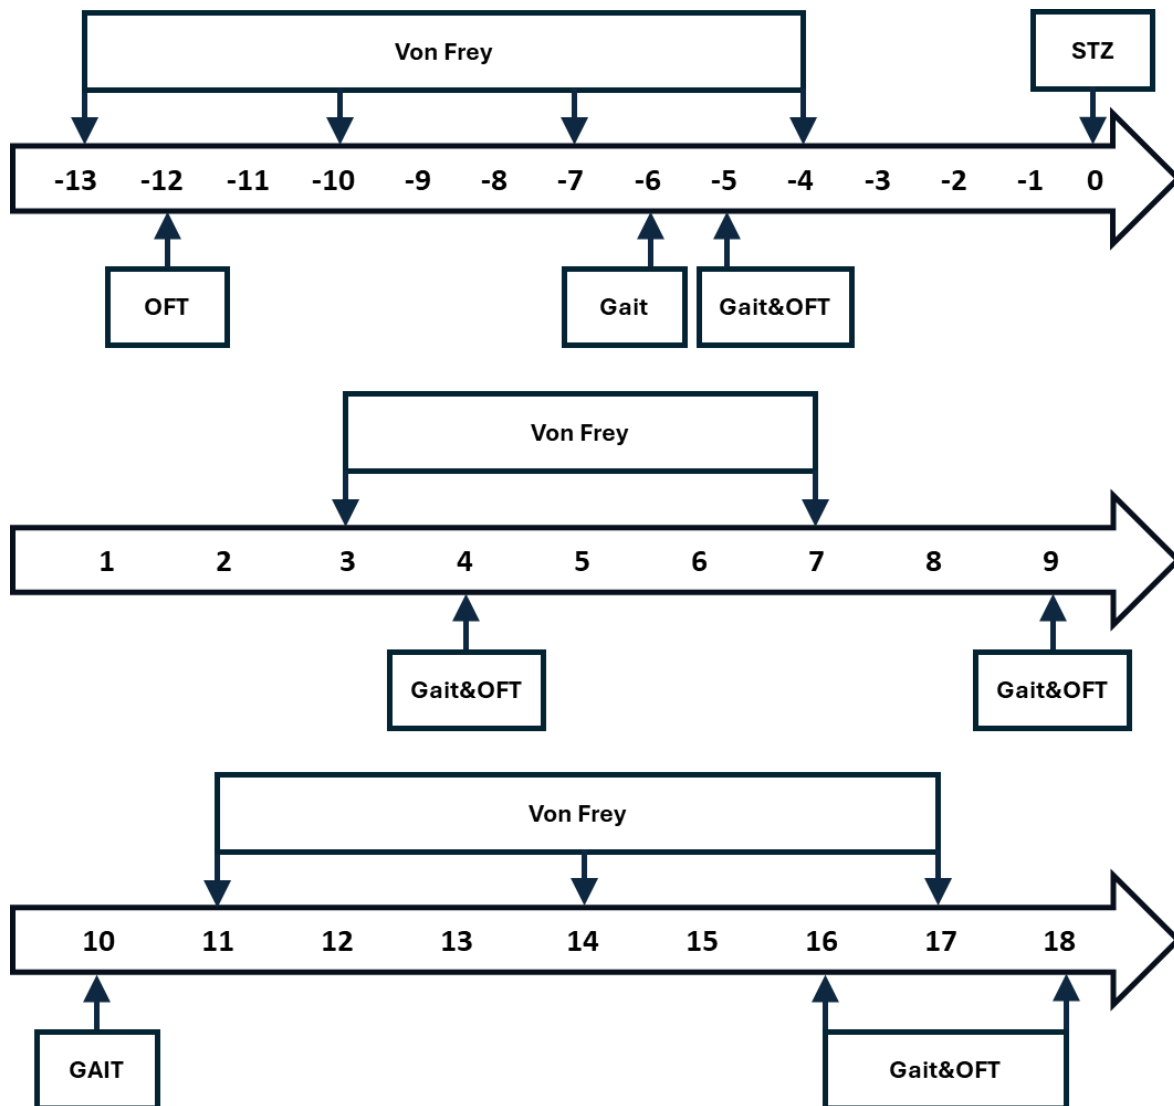 Von Frey
STZ
-13 -12 -11 -10 -9 -8 -7 -6 -5 -4 -3 -2 -1 0
OFT
Gait
Gait&OFT
Von Frey
1 2 3 4 5 6 7 8 9
Gait&OFT
Gait&OFT
Von Frey
10 11 12 13 14 15 16 17 18
GAIT
Gait&OFT